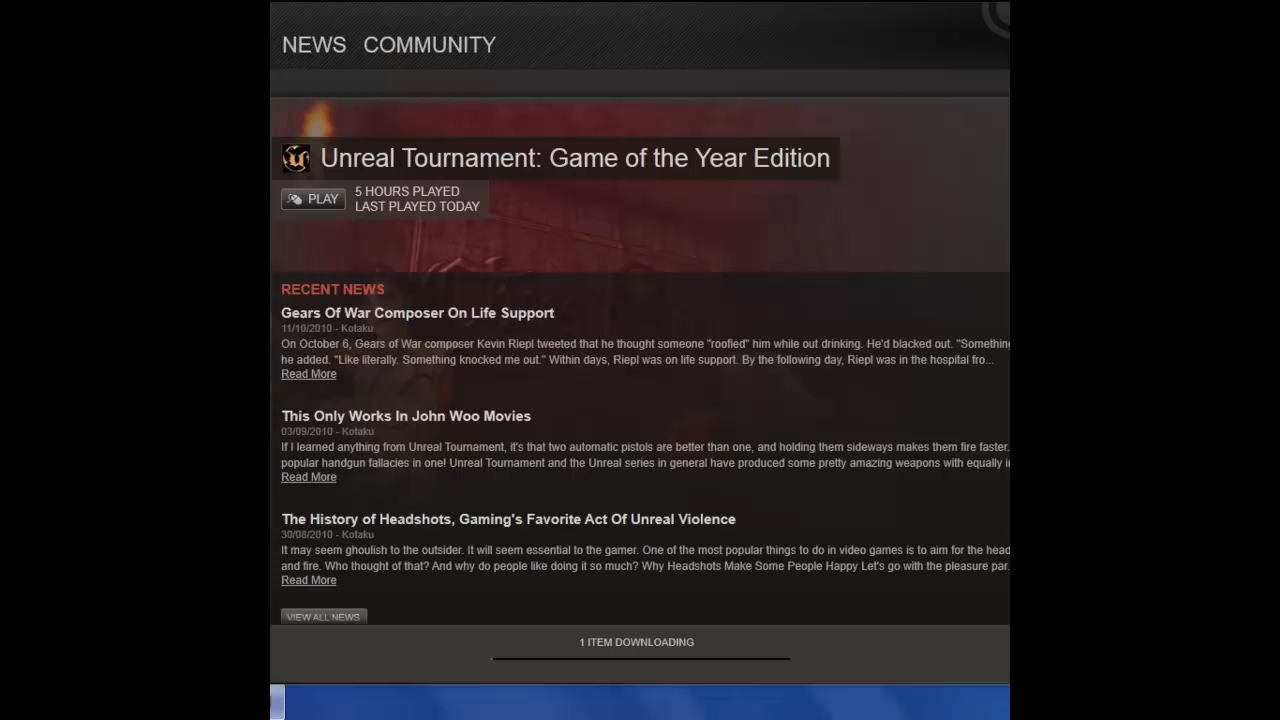 NEWS COMMUNITY
Unreal Tournament: Game of the Year Edition
PLAY
5 HOURS PLAYED
LAST PLAYED TODAY
RECENT NEWS
Gears Of War Composer On Life Support
11/10/2010 - Kotaku
On October 6, Gears of War composer Kevin Riepl tweeted that he thought someone "roofied" him while out drinking. He'd blacked out. "Something
he added. "Like literally. Something knocked me out." Within days, Riepl was on life support. By the following day, Riepl was in the hospital fro...
Read More
This Only Works In John Woo Movies
03/09/2010 - Kotaku
If I learned anything from Unreal Tournament, it's that two automatic pistols are better than one, and holding them sideways makes them fire faster.
popular handgun fallacies in one! Unreal Tournament and the Unreal series in general have produced some pretty amazing weapons with equally i
Read More
The History of Headshots, Gaming's Favorite Act Of Unreal Violence
30/08/2010 - Kotaku
It may seem ghoulish to the outsider. It will seem essential to the gamer. One of the most popular things to do in video games is to aim for the head
and fire. Who thought of that? And why do people like doing it so much? Why Headshots Make Some People Happy Let's go with the pleasure par.
Read More
VIEW ALL NEWS
1 ITEM DOWNLOADING